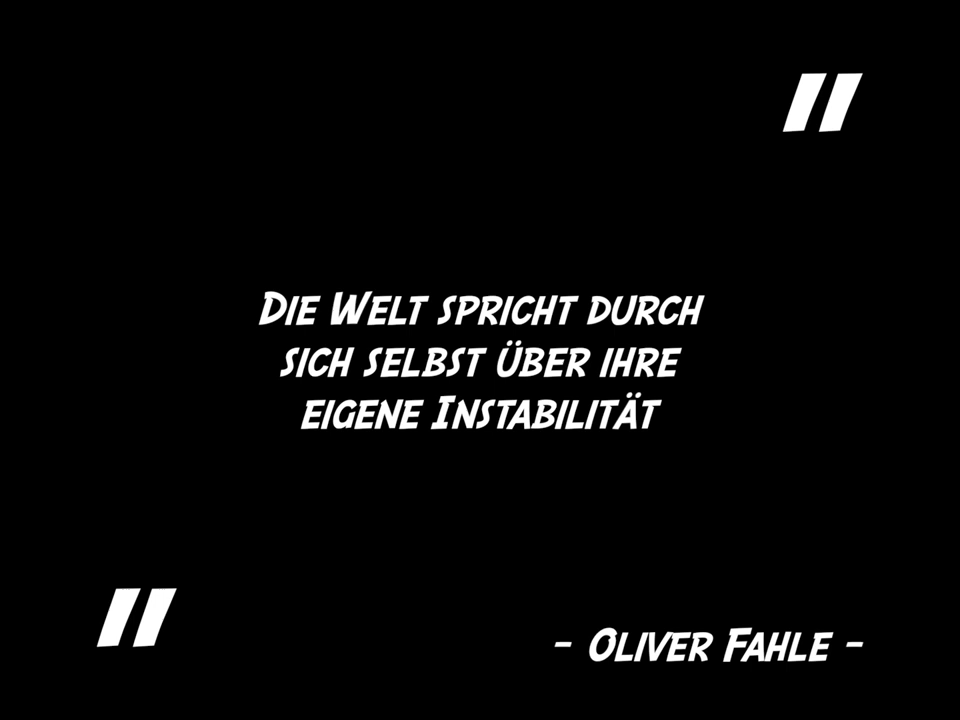 "
Die Welt spricht durch
sich selbst über ihre
eigene Instabilität
"
- Oliver Fahle -